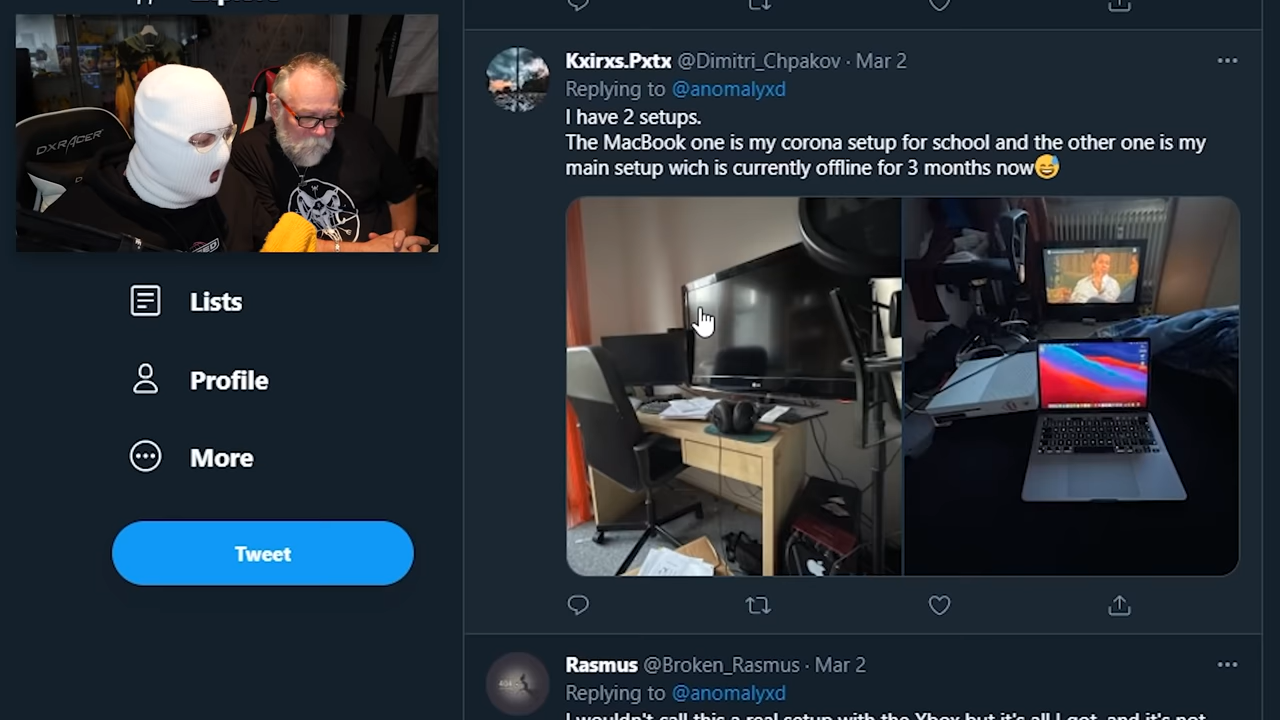 DXRACER
Kxirxs.Pxtx @Dimitri_Chpakov · Mar 2
Replying to @anomalyxd
I have 2 setups.
The MacBook one is my corona setup for school and the other one is my
main setup wich is currently offline for 3 months now😅
Lists
Profile
More
Tweet
LG
Rasmus @Broken_Rasmus · Mar 2
Replying to @anomalyxd
I wouldn't call this a real setup with the Xbox but it's all I got, and it's not